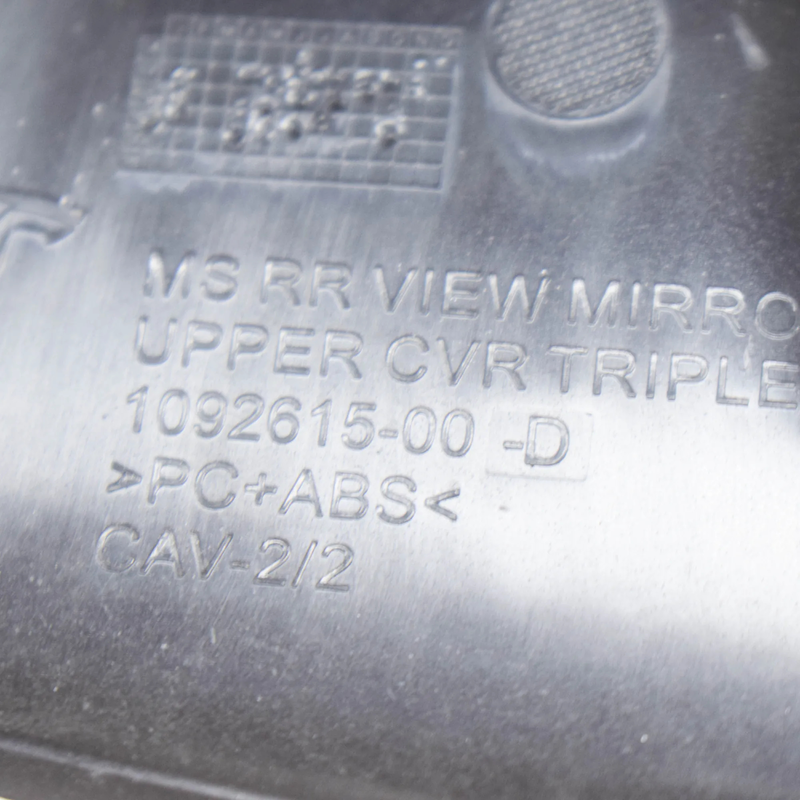 MS RR VIEW MIRRO
UPPER CVR TRIPLE
1092615-00 -D
>PC+ABS<
CAV-2/2